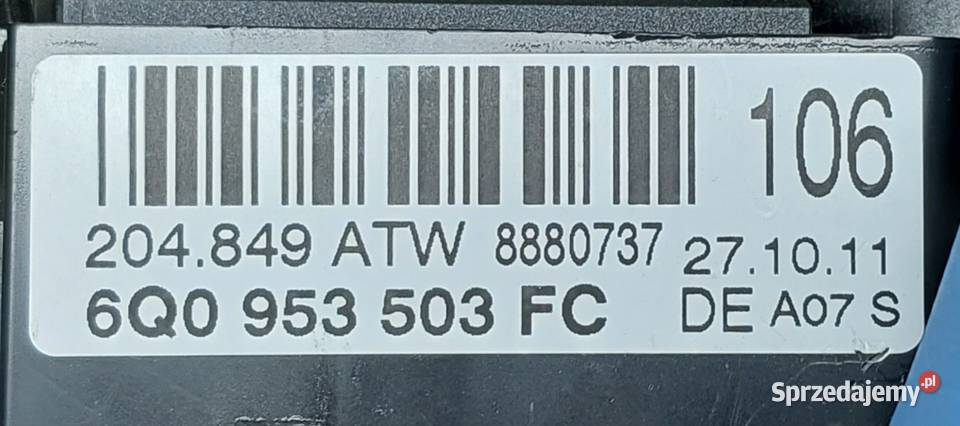 106
204.849 ATW 8880737 27.10.11
6Q0 953 503 FC DE A07 S
Sprzedajemy.pl